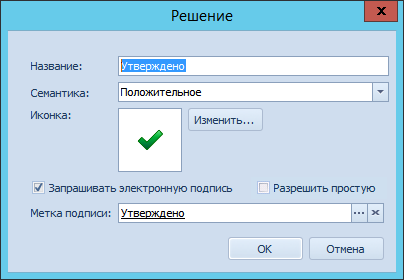 Решение
Название: Утверждено
Семантика: Положительное
Иконка: Изменить...
Запрашивать электронную подпись Разрешить простую
Метка подписи: Утверждено ...
OK Отмена